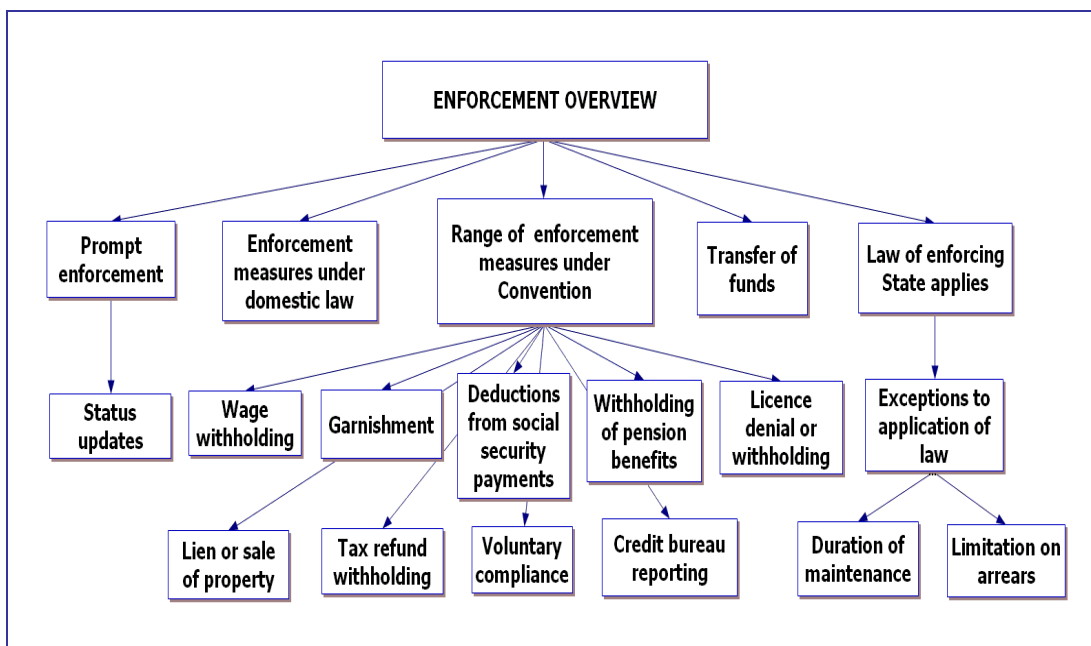 ENFORCEMENT OVERVIEW
Prompt
enforcement
Enforcement
measures under
domestic law
Range of enforcement
measures under
Convention
Transfer of
funds
Law of enforcing
State applies
Status
updates
Wage
withholding
Garnishment
Deductions
from social
security
payments
Withholding
of pension
benefits
Licence
denial or
withholding
Exceptions to
application of
law
Lien or sale
of property
Tax refund
withholding
Voluntary
compliance
Credit bureau
reporting
Duration of
maintenance
Limitation on
arrears